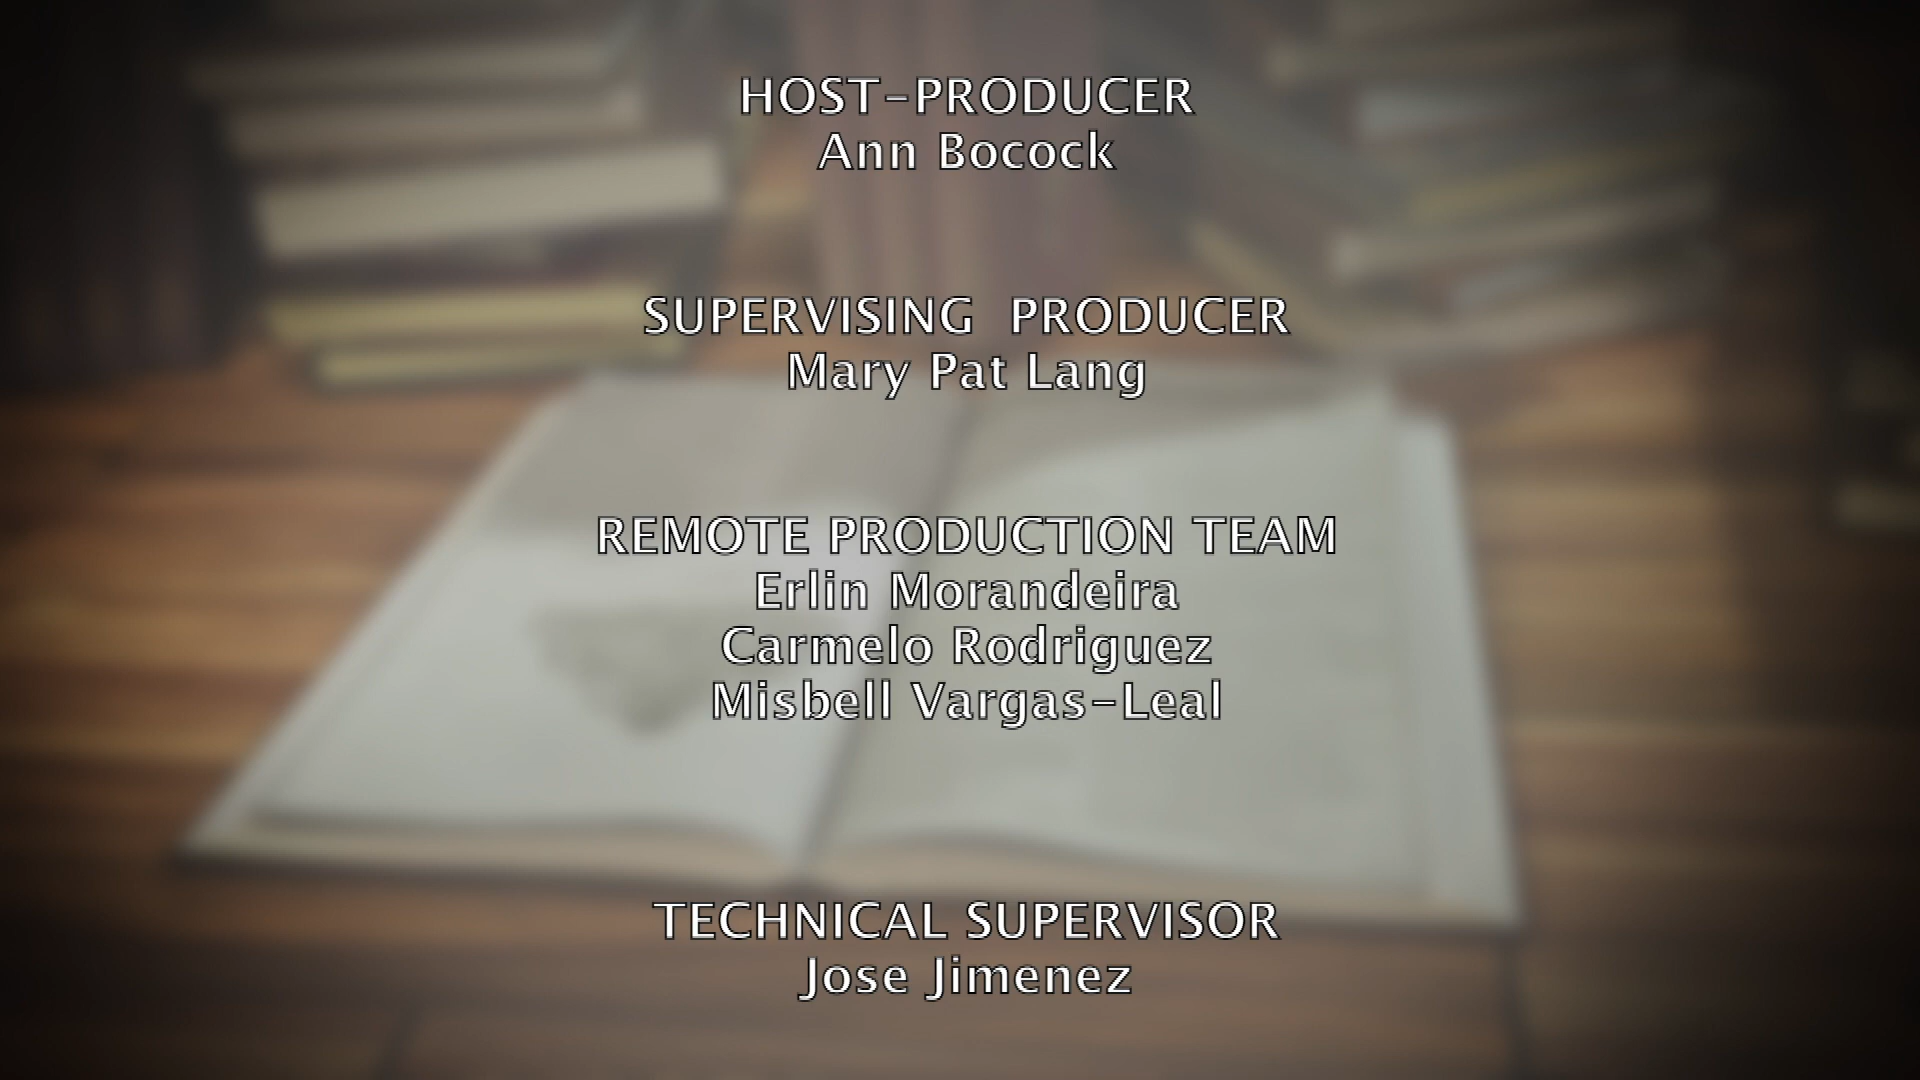 HOST-PRODUCER
Ann Bocock
SUPERVISING PRODUCER
Mary Pat Lang
REMOTE PRODUCTION TEAM
Erlin Morandeira
Carmelo Rodriguez
Misbell Vargas-Leal
TECHNICAL SUPERVISOR
Jose Jimenez